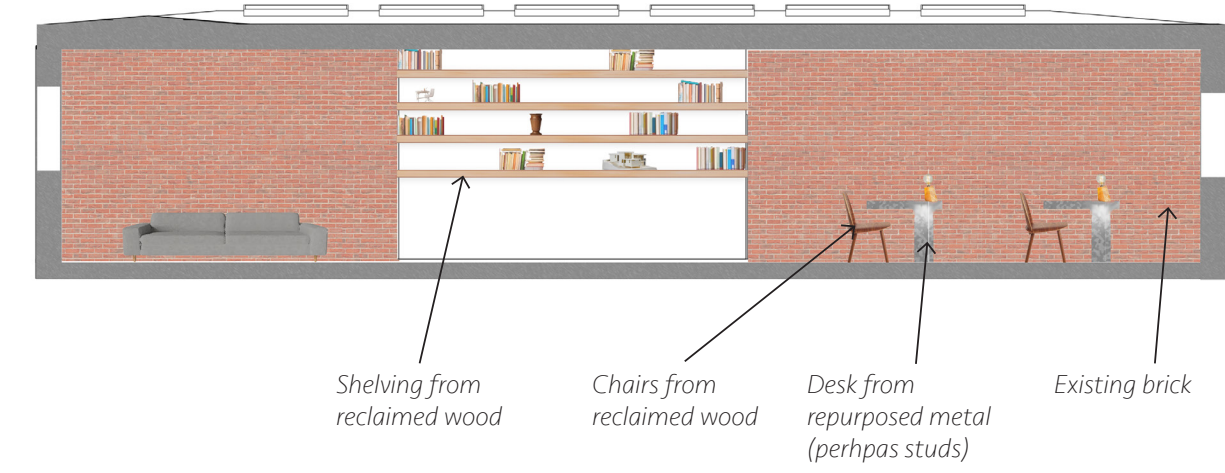 Shelving from
reclaimed wood
Chairs from
reclaimed wood
Desk from
repurposed metal
(perhpas studs)
Existing brick